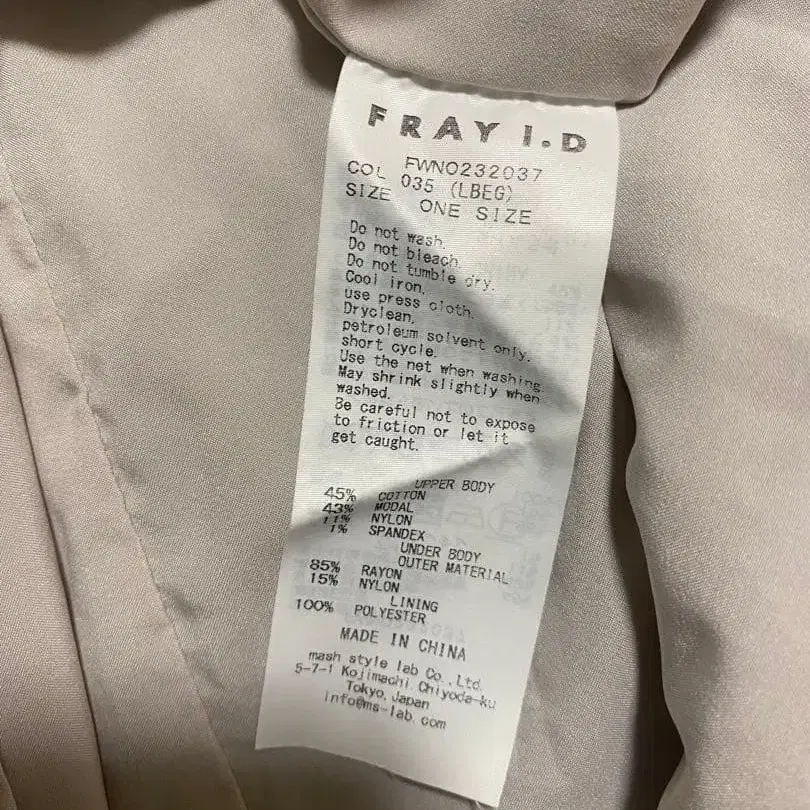 FRAY I.D
FWNO232037
COL 035 (LBEG)
SIZE ONE SIZE
Do not wash.
Do not bleach.
Do not tumble dry.
Cool iron.
use press cloth.
Dryclean.
petroleum solvent only.
short cycle.
Use the net when washing.
May shrink slightly when
washed.
Be careful not to expose
to friction or let it
get caught.
UPPER BODY
45% COTTON
43% MODAL
11% NYLON
1% SPANDEX
UNDER BODY
OUTER MATERIAL
85% RAYON
15% NYLON
LINING
100% POLYESTER
MADE IN CHINA
mash style lab Co.,Ltd.
5-7-1 Kojimachi Chiyoda-ku
Tokyo, Japan
info@ms-lab.com